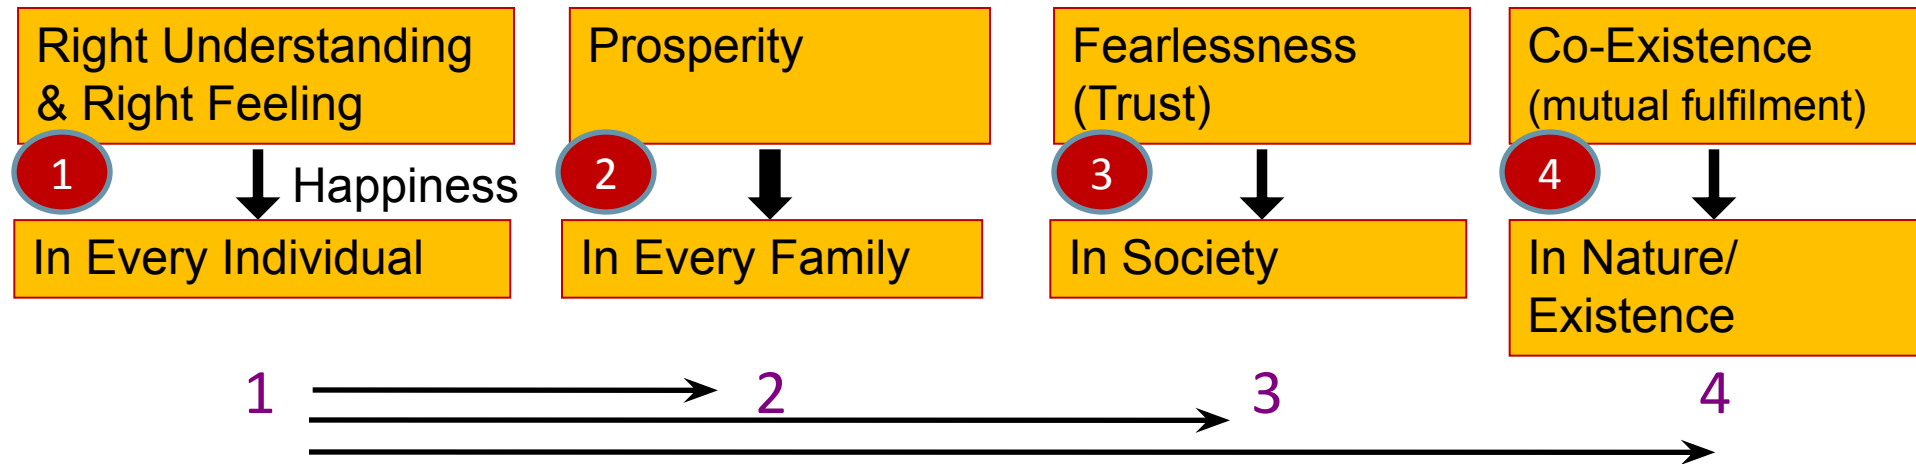 Right Understanding
& Right Feeling
Prosperity
Fearlessness
(Trust)
Co-Existence
(mutual fulfilment)
1
Happiness
2
3
4
In Every Individual
In Every Family
In Society
In Nature/
Existence
1
2
3
4